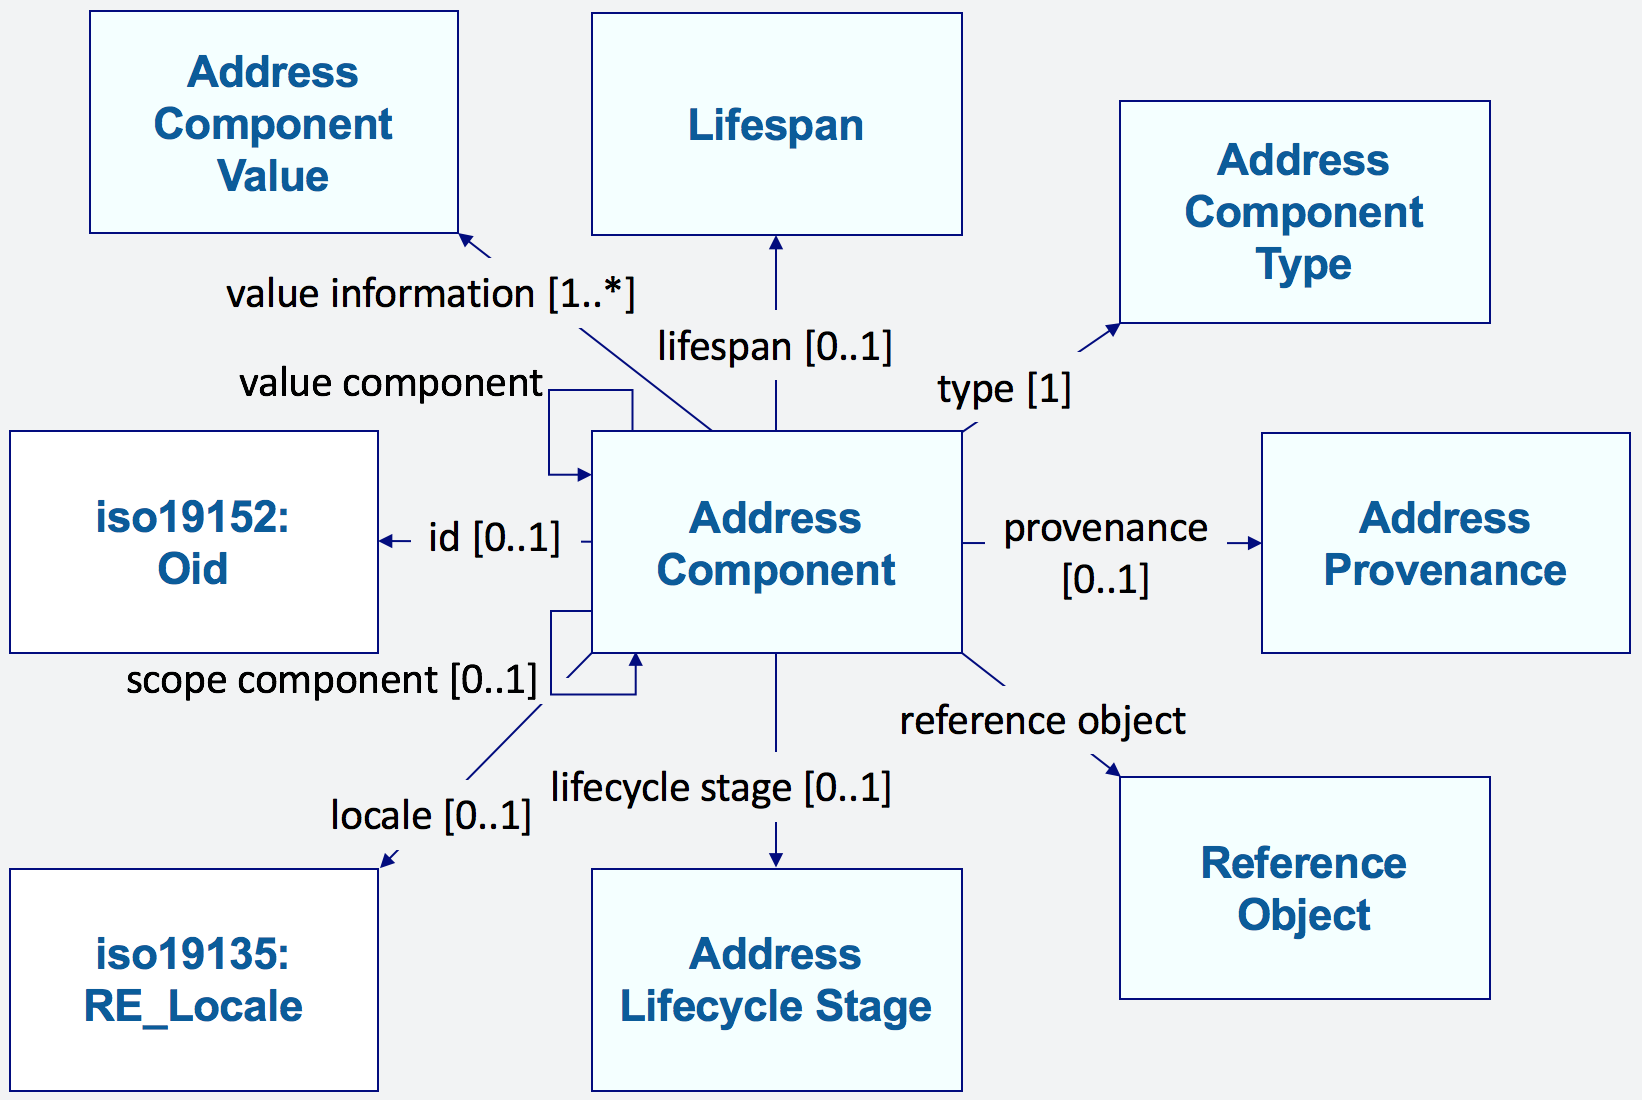 Address
Component
Value
Lifespan
Address
Component
Type
value information [1..*]
lifespan [0..1]
type [1]
value component
iso19152:
Oid
id [0..1]
Address
Component
provenance
[0..1]
Address
Provenance
scope component [0..1]
reference object
locale [0..1]
lifecycle stage [0..1]
iso19135:
RE_Locale
Address
Lifecycle Stage
Reference
Object